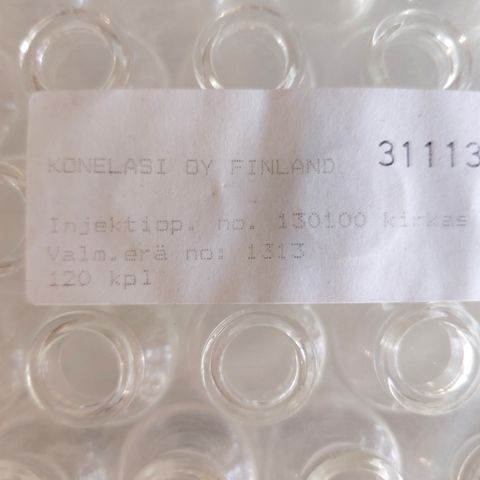 KONELASI OY FINLAND 31113
Injektiop. no. 130100 kirkas
Valm.erä no: 1313
120 kpl